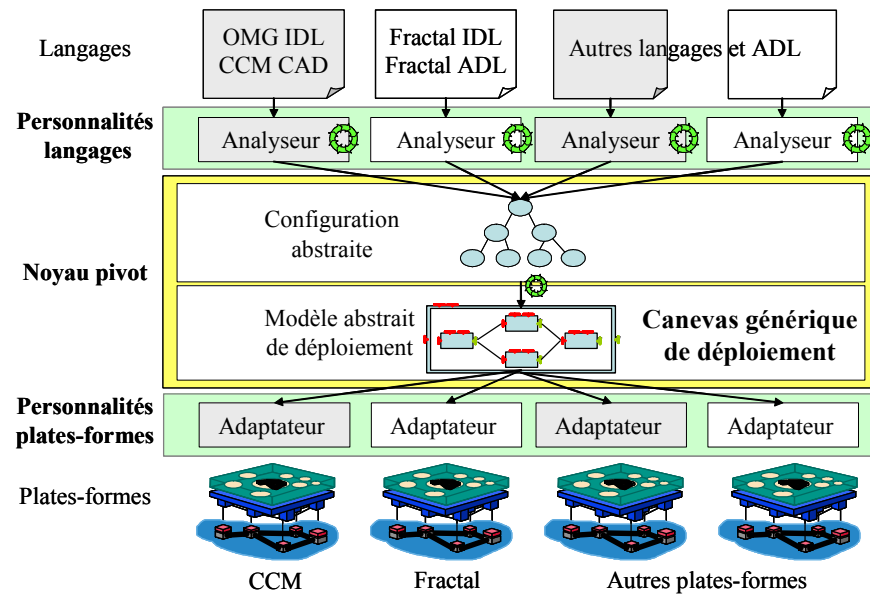 Langages
OMG IDL
CCM CAD
Fractal IDL
Fractal ADL
Autres langages et ADL
Personnalités
langages
Analyseur
Analyseur
Analyseur
Analyseur
Noyau pivot
Configuration
abstraite
Modèle abstrait
de déploiement
Canevas générique
de déploiement
Personnalités
plates-formes
Adaptateur
Adaptateur
Adaptateur
Adaptateur
Plates-formes
CCM
Fractal
Autres plates-formes